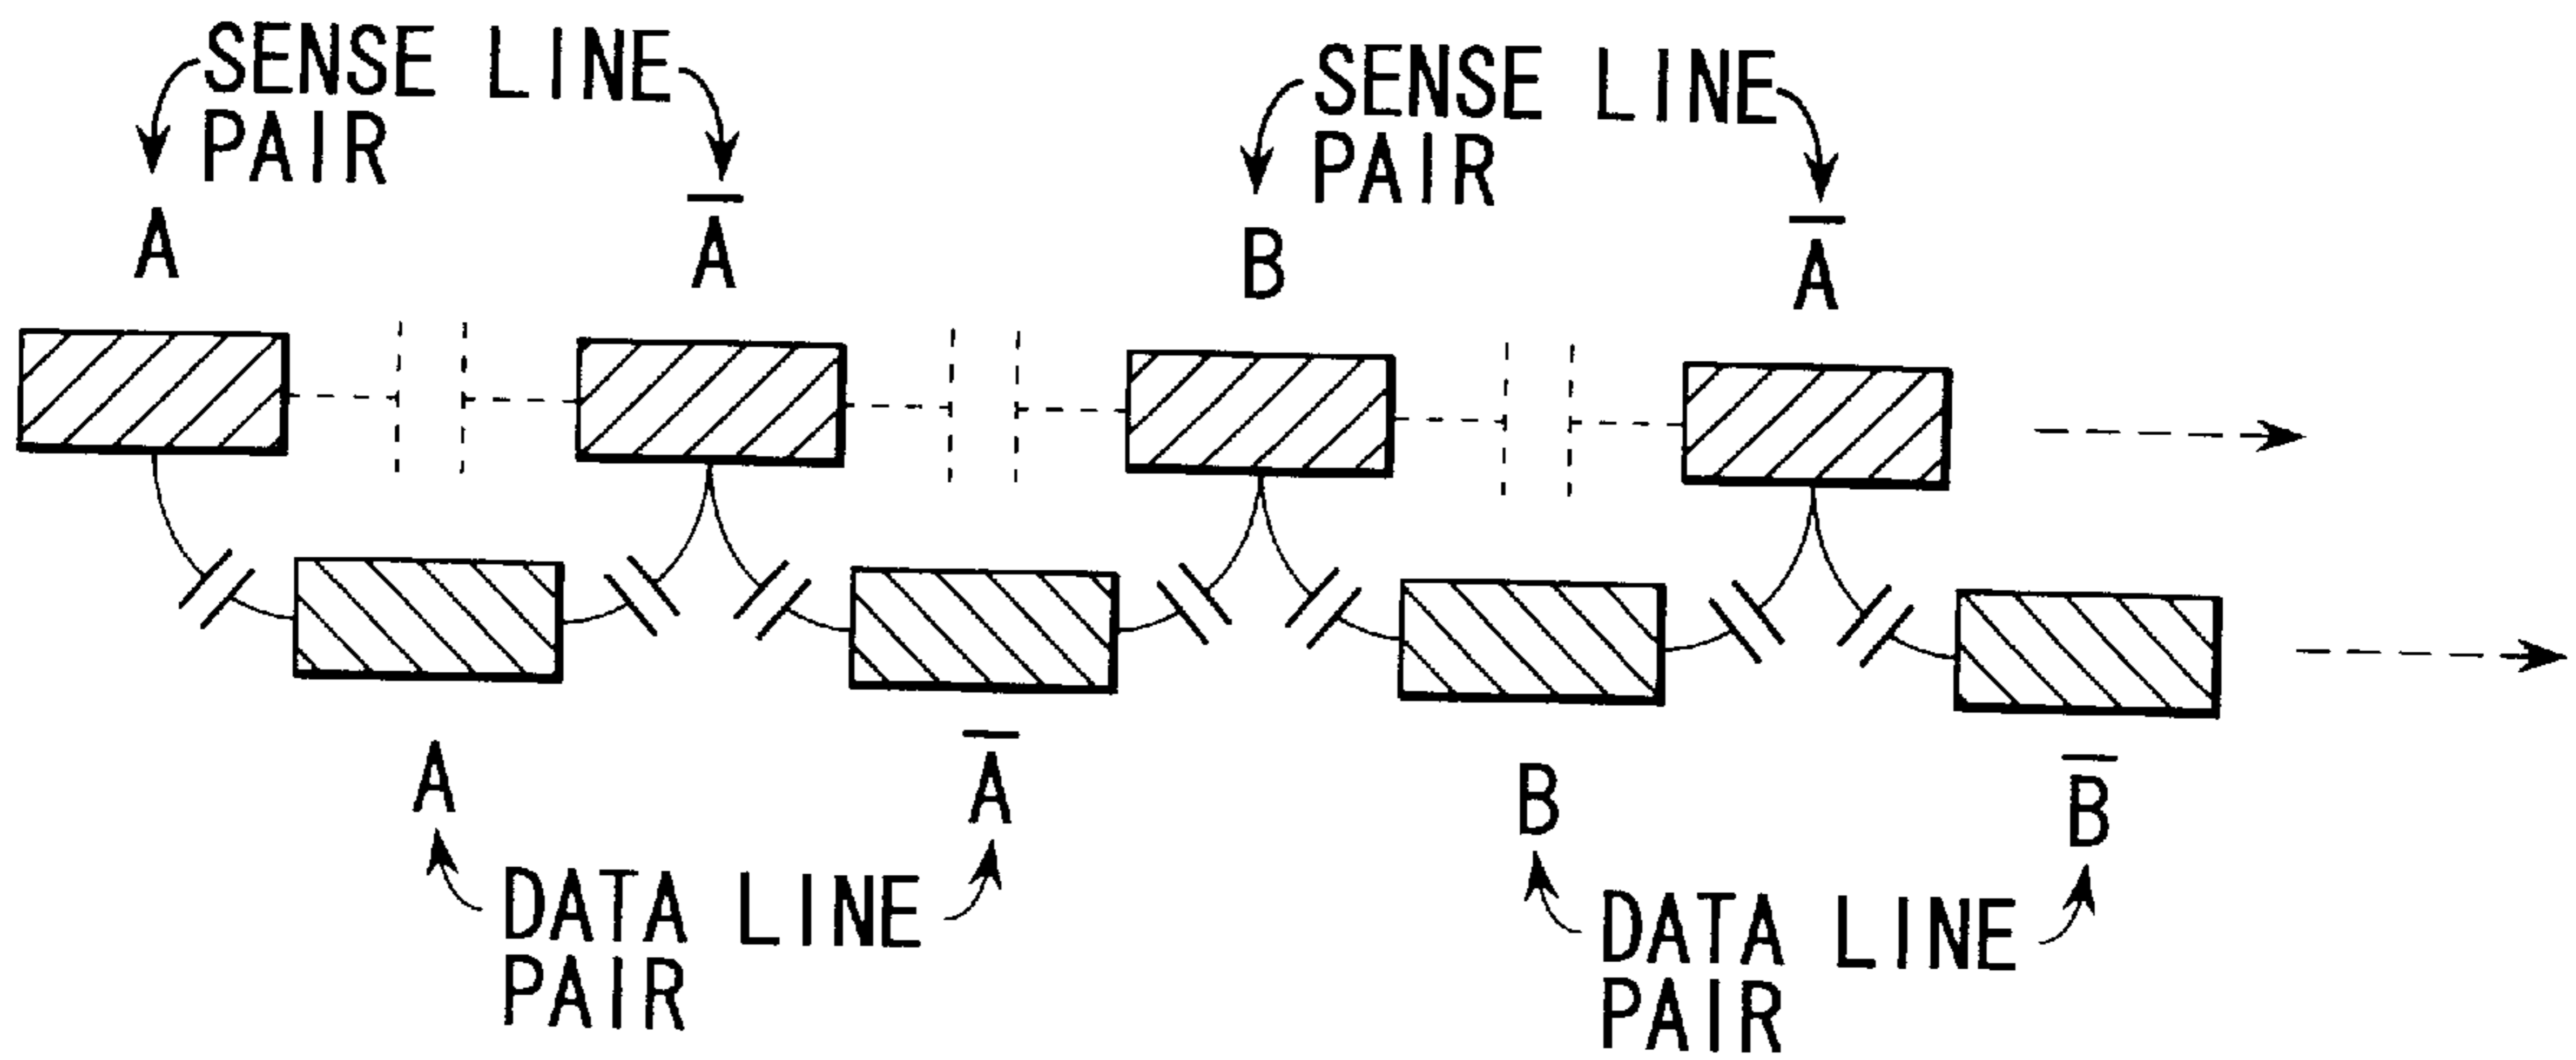 SENSE LINE
PAIR
SENSE LINE
PAIR
A
A̅
B
A̅
A
A̅
B
B̅
DATA LINE
PAIR
DATA LINE
PAIR